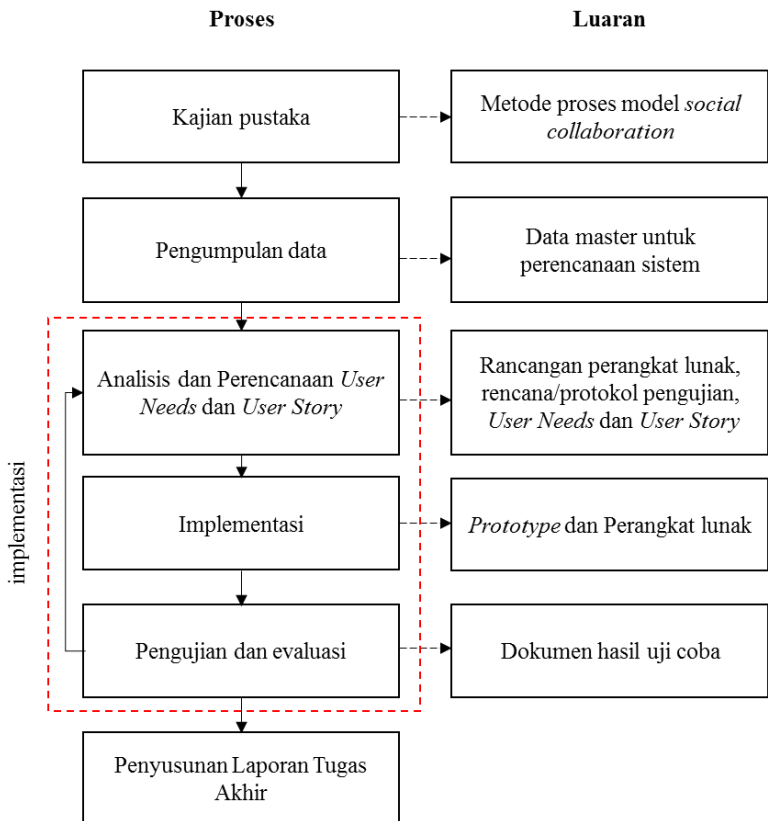 Proses
Luaran
Kajian pustaka
Metode proses model social
collaboration
Pengumpulan data
Data master untuk
perencanaan sistem
implementasi
Analisis dan Perencanaan User
Needs dan User Story
Rancangan perangkat lunak,
rencana/protokol pengujian,
User Needs dan User Story
Implementasi
Prototype dan Perangkat lunak
Pengujian dan evaluasi
Dokumen hasil uji coba
Penyusunan Laporan Tugas
Akhir